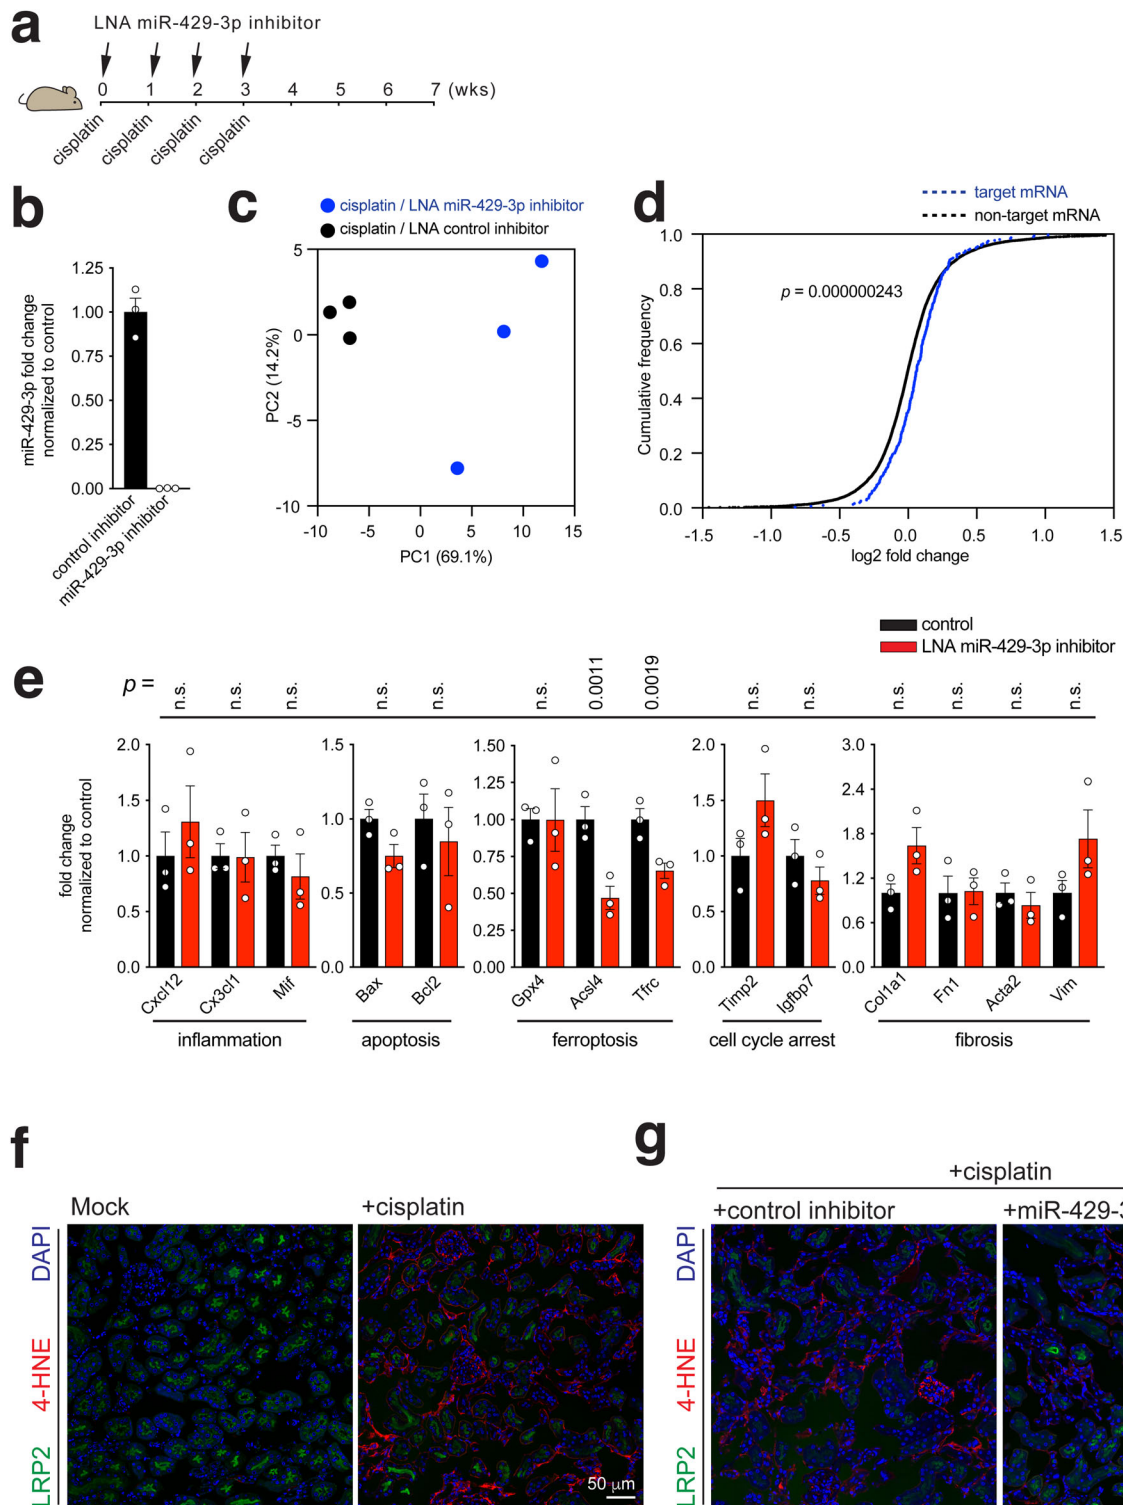 a
LNA miR-429-3p inhibitor
0 1 2 3 4 5 6 7 (wks)
cisplatin cisplatin cisplatin cisplatin
b
miR-429-3p fold change
normalized to control
1.25
1.00
0.75
0.50
0.25
0.00
control inhibitor
miR-429-3p inhibitor
c
cisplatin / LNA miR-429-3p inhibitor
cisplatin / LNA control inhibitor
PC2 (14.2%)
5
0
-5
-10
-10 -5 0 5 10 15
PC1 (69.1%)
d
target mRNA
non-target mRNA
p = 0.000000243
Cumulative frequency
1.0
0.8
0.6
0.4
0.2
0.0
-1.5 -1.0 -0.5 0.0 0.5 1.0 1.5
log2 fold change
control
LNA miR-429-3p inhibitor
e
p = n.s. n.s. n.s. n.s. n.s. n.s. 0.0011 0.0019 n.s. n.s. n.s. n.s. n.s. n.s.
fold change
normalized to control
2.0
1.5
1.0
0.5
0.0
Cxcl12 Cx3cl1 Mif
inflammation
1.5
1.0
0.5
0.0
Bax Bcl2
apoptosis
1.50
1.25
1.00
0.75
0.50
0.25
0.00
Gpx4 Acsl4 Tfrc
ferroptosis
2.0
1.5
1.0
0.5
0.0
Timp2 Igfbp7
cell cycle arrest
3.0
2.4
1.8
1.2
0.6
0.0
Col1a1 Fn1 Acta2 Vim
fibrosis
f
Mock +cisplatin
LRP2 4-HNE DAPI
50 μm
g
+cisplatin
+control inhibitor +miR-429-3
LRP2 4-HNE DAPI